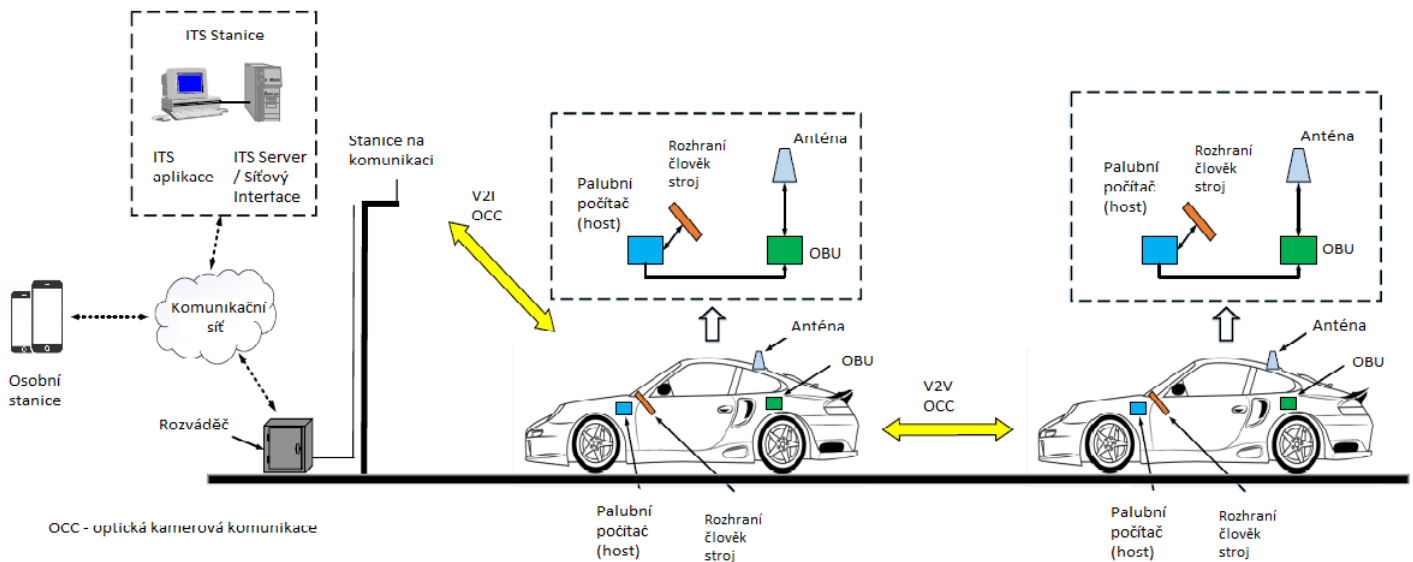 ITS Stanice
ITS
aplikace
ITS Server
/ Síťový
Intertace
Stanice na
komunikaci
V2I
OCC
Komunikační
síť
Osobní
stanice
Rozváděč
OCC - optická kamerová komunikace
Anténa
Rozhraní
člověk
stroj
Palubní
počítač
(host)
OBU
Anténa
OBU
Palubní
počítač
(host)
Rozhraní
člověk
stroj
V2V
OCC
Anténa
Rozhraní
člověk
stroj
Palubní
počítač
(host)
OBU
Anténa
OBU
Palubní
počítač
(host)
Rozhraní
člověk
stroj